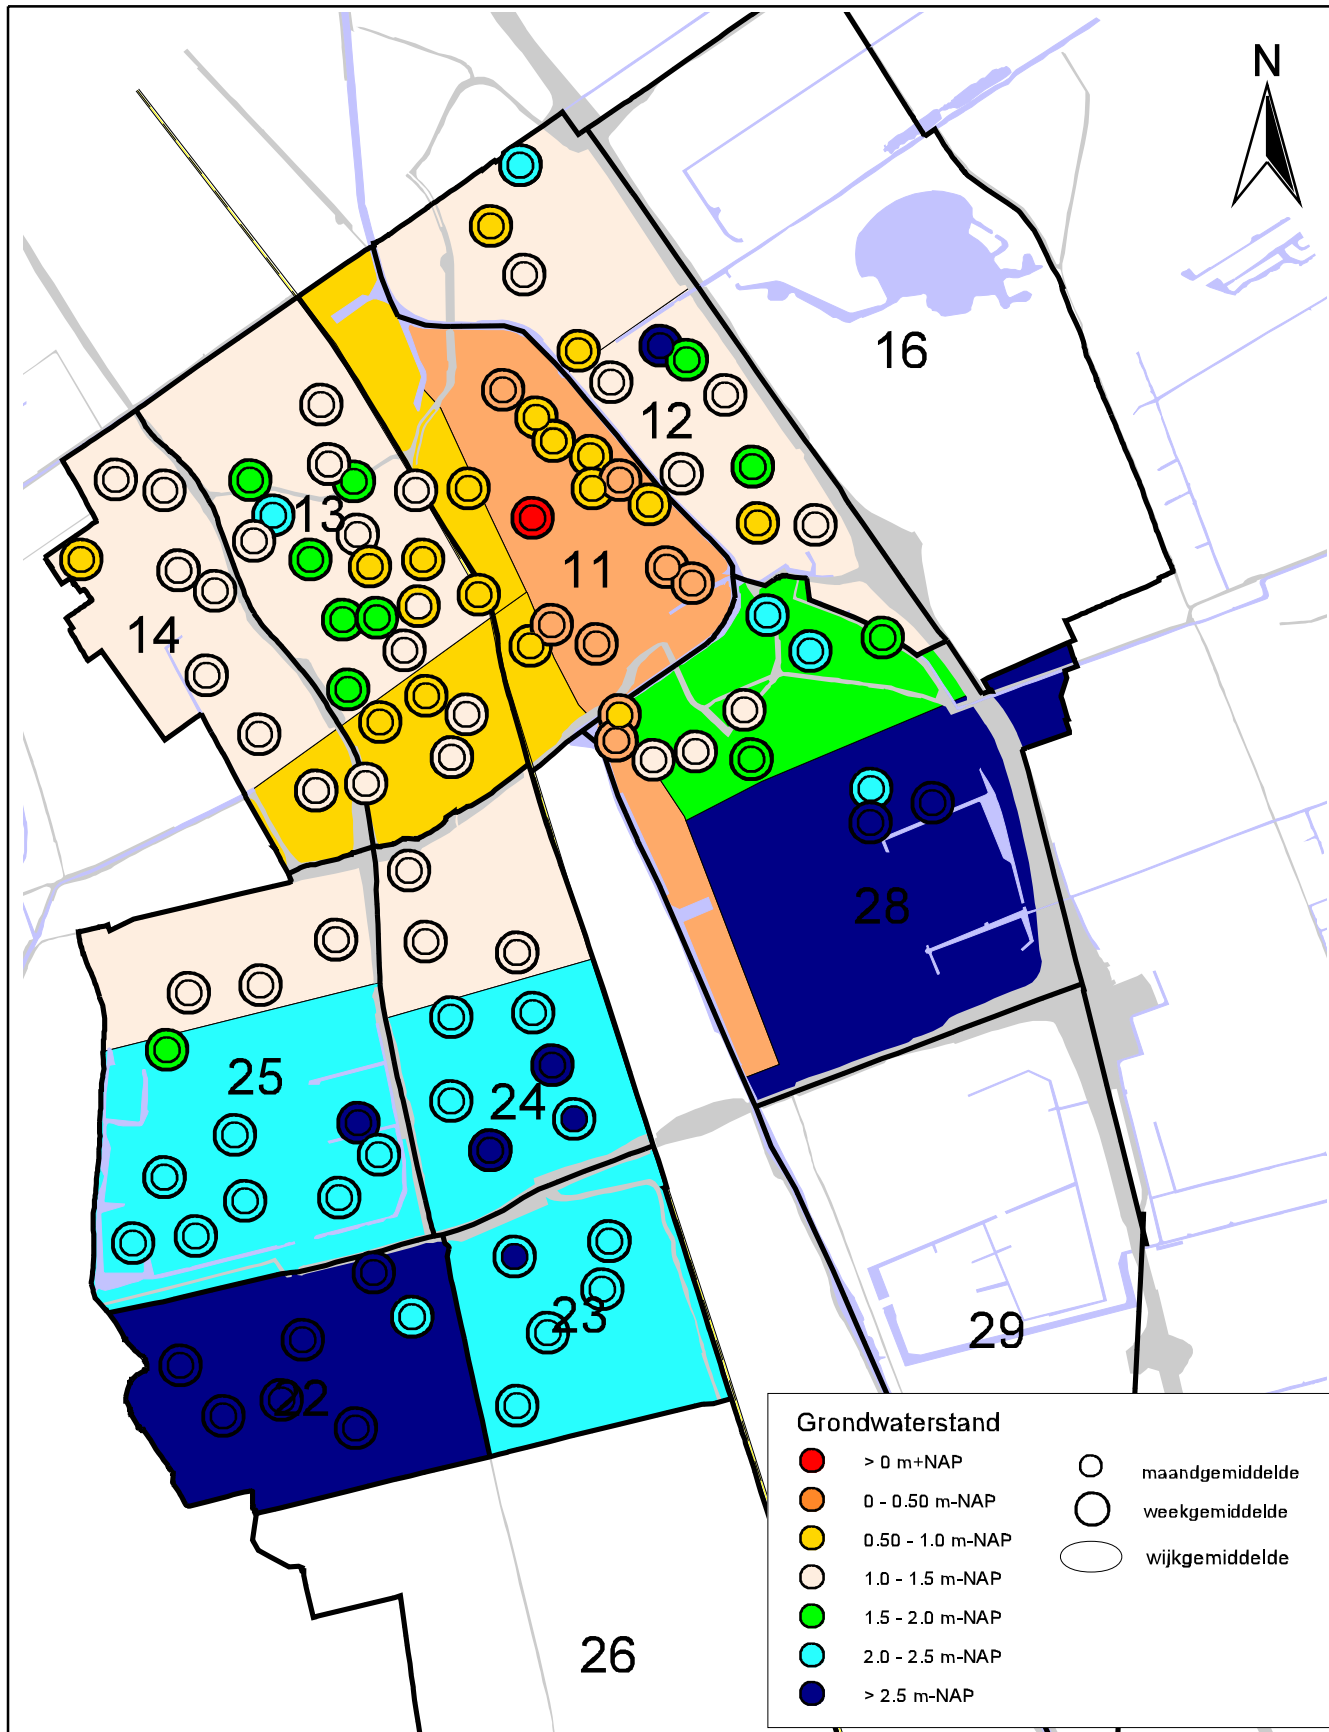 N
16
12
13
11
14
28
25
24
23
29
22
26
Grondwaterstand
> 0 m+NAP
0 - 0.50 m-NAP
0.50 - 1.0 m-NAP
1.0 - 1.5 m-NAP
1.5 - 2.0 m-NAP
2.0 - 2.5 m-NAP
> 2.5 m-NAP
maandgemiddelde
weekgemiddelde
wijkgemiddelde